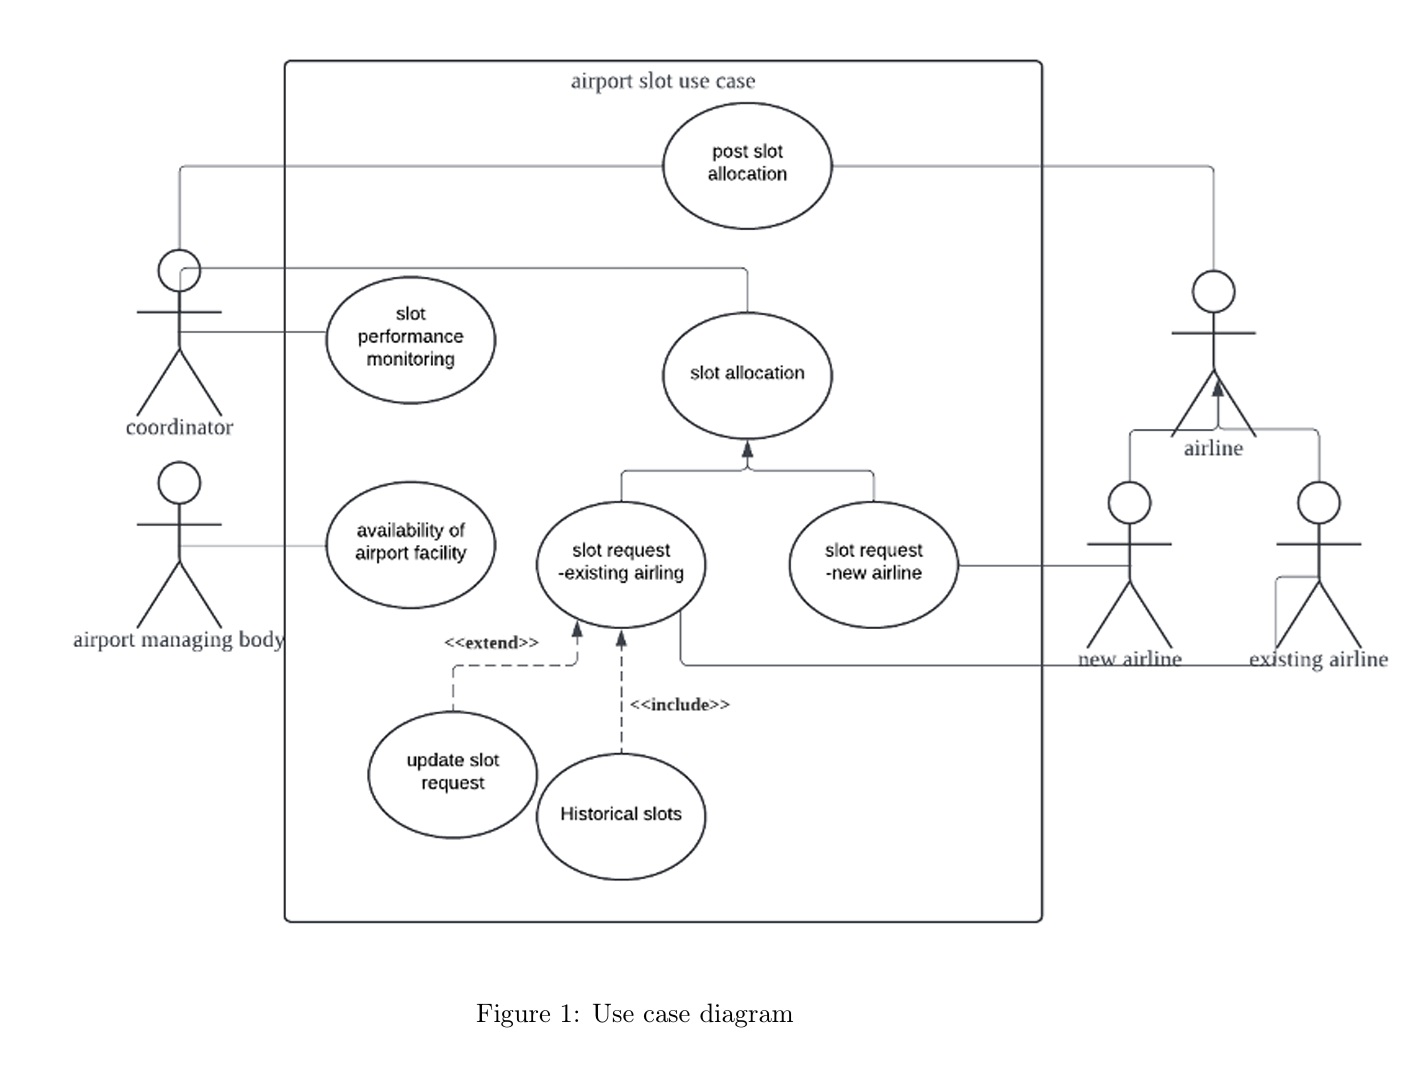 airport slot use case
post slot
allocation
slot
performance
monitoring
slot allocation
coordinator
airline
availability of
airport facility
slot request
-existing airling
slot request
-new airline
airport managing body
<<extend>>
new airline
existing airline
<<include>>
update slot
request
Historical slots
Figure 1: Use case diagram